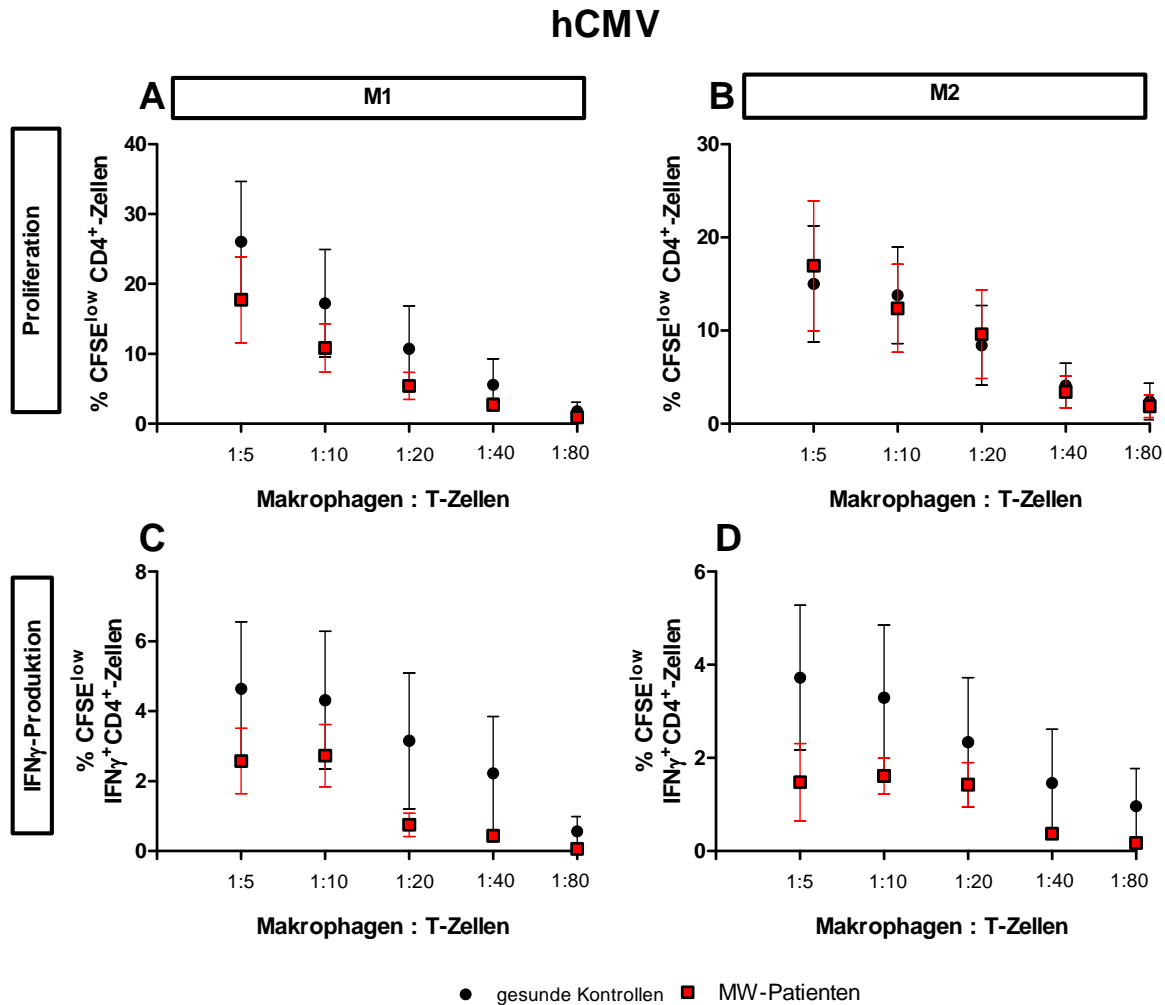 hCMV
A
M1
B
M2
Proliferation
% CFSE^low CD4^+-Zellen
40
30
20
10
0
1:5 1:10 1:20 1:40 1:80
Makrophagen : T-Zellen
% CFSE^low CD4^+-Zellen
30
20
10
0
1:5 1:10 1:20 1:40 1:80
Makrophagen : T-Zellen
C
D
IFNγ-Produktion
% CFSE^low
IFNγ^+CD4^+-Zellen
8
6
4
2
0
1:5 1:10 1:20 1:40 1:80
Makrophagen : T-Zellen
% CFSE^low
IFNγ^+CD4^+-Zellen
6
4
2
0
1:5 1:10 1:20 1:40 1:80
Makrophagen : T-Zellen
gesunde Kontrollen MW-Patienten